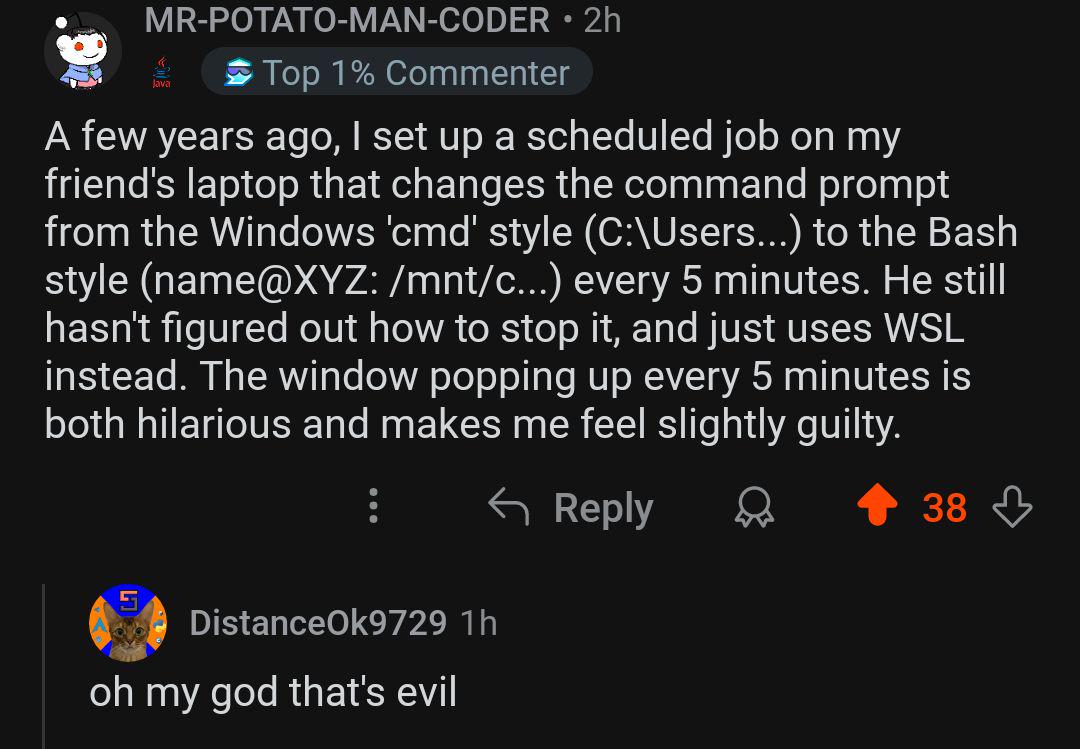 MR-POTATO-MAN-CODER • 2h
Java
Top 1% Commenter
A few years ago, I set up a scheduled job on my
friend's laptop that changes the command prompt
from the Windows 'cmd' style (C:\Users...) to the Bash
style (name@XYZ: /mnt/c...) every 5 minutes. He still
hasn't figured out how to stop it, and just uses WSL
instead. The window popping up every 5 minutes is
both hilarious and makes me feel slightly guilty.
Reply
38
DistanceOk9729 1h
oh my god that's evil